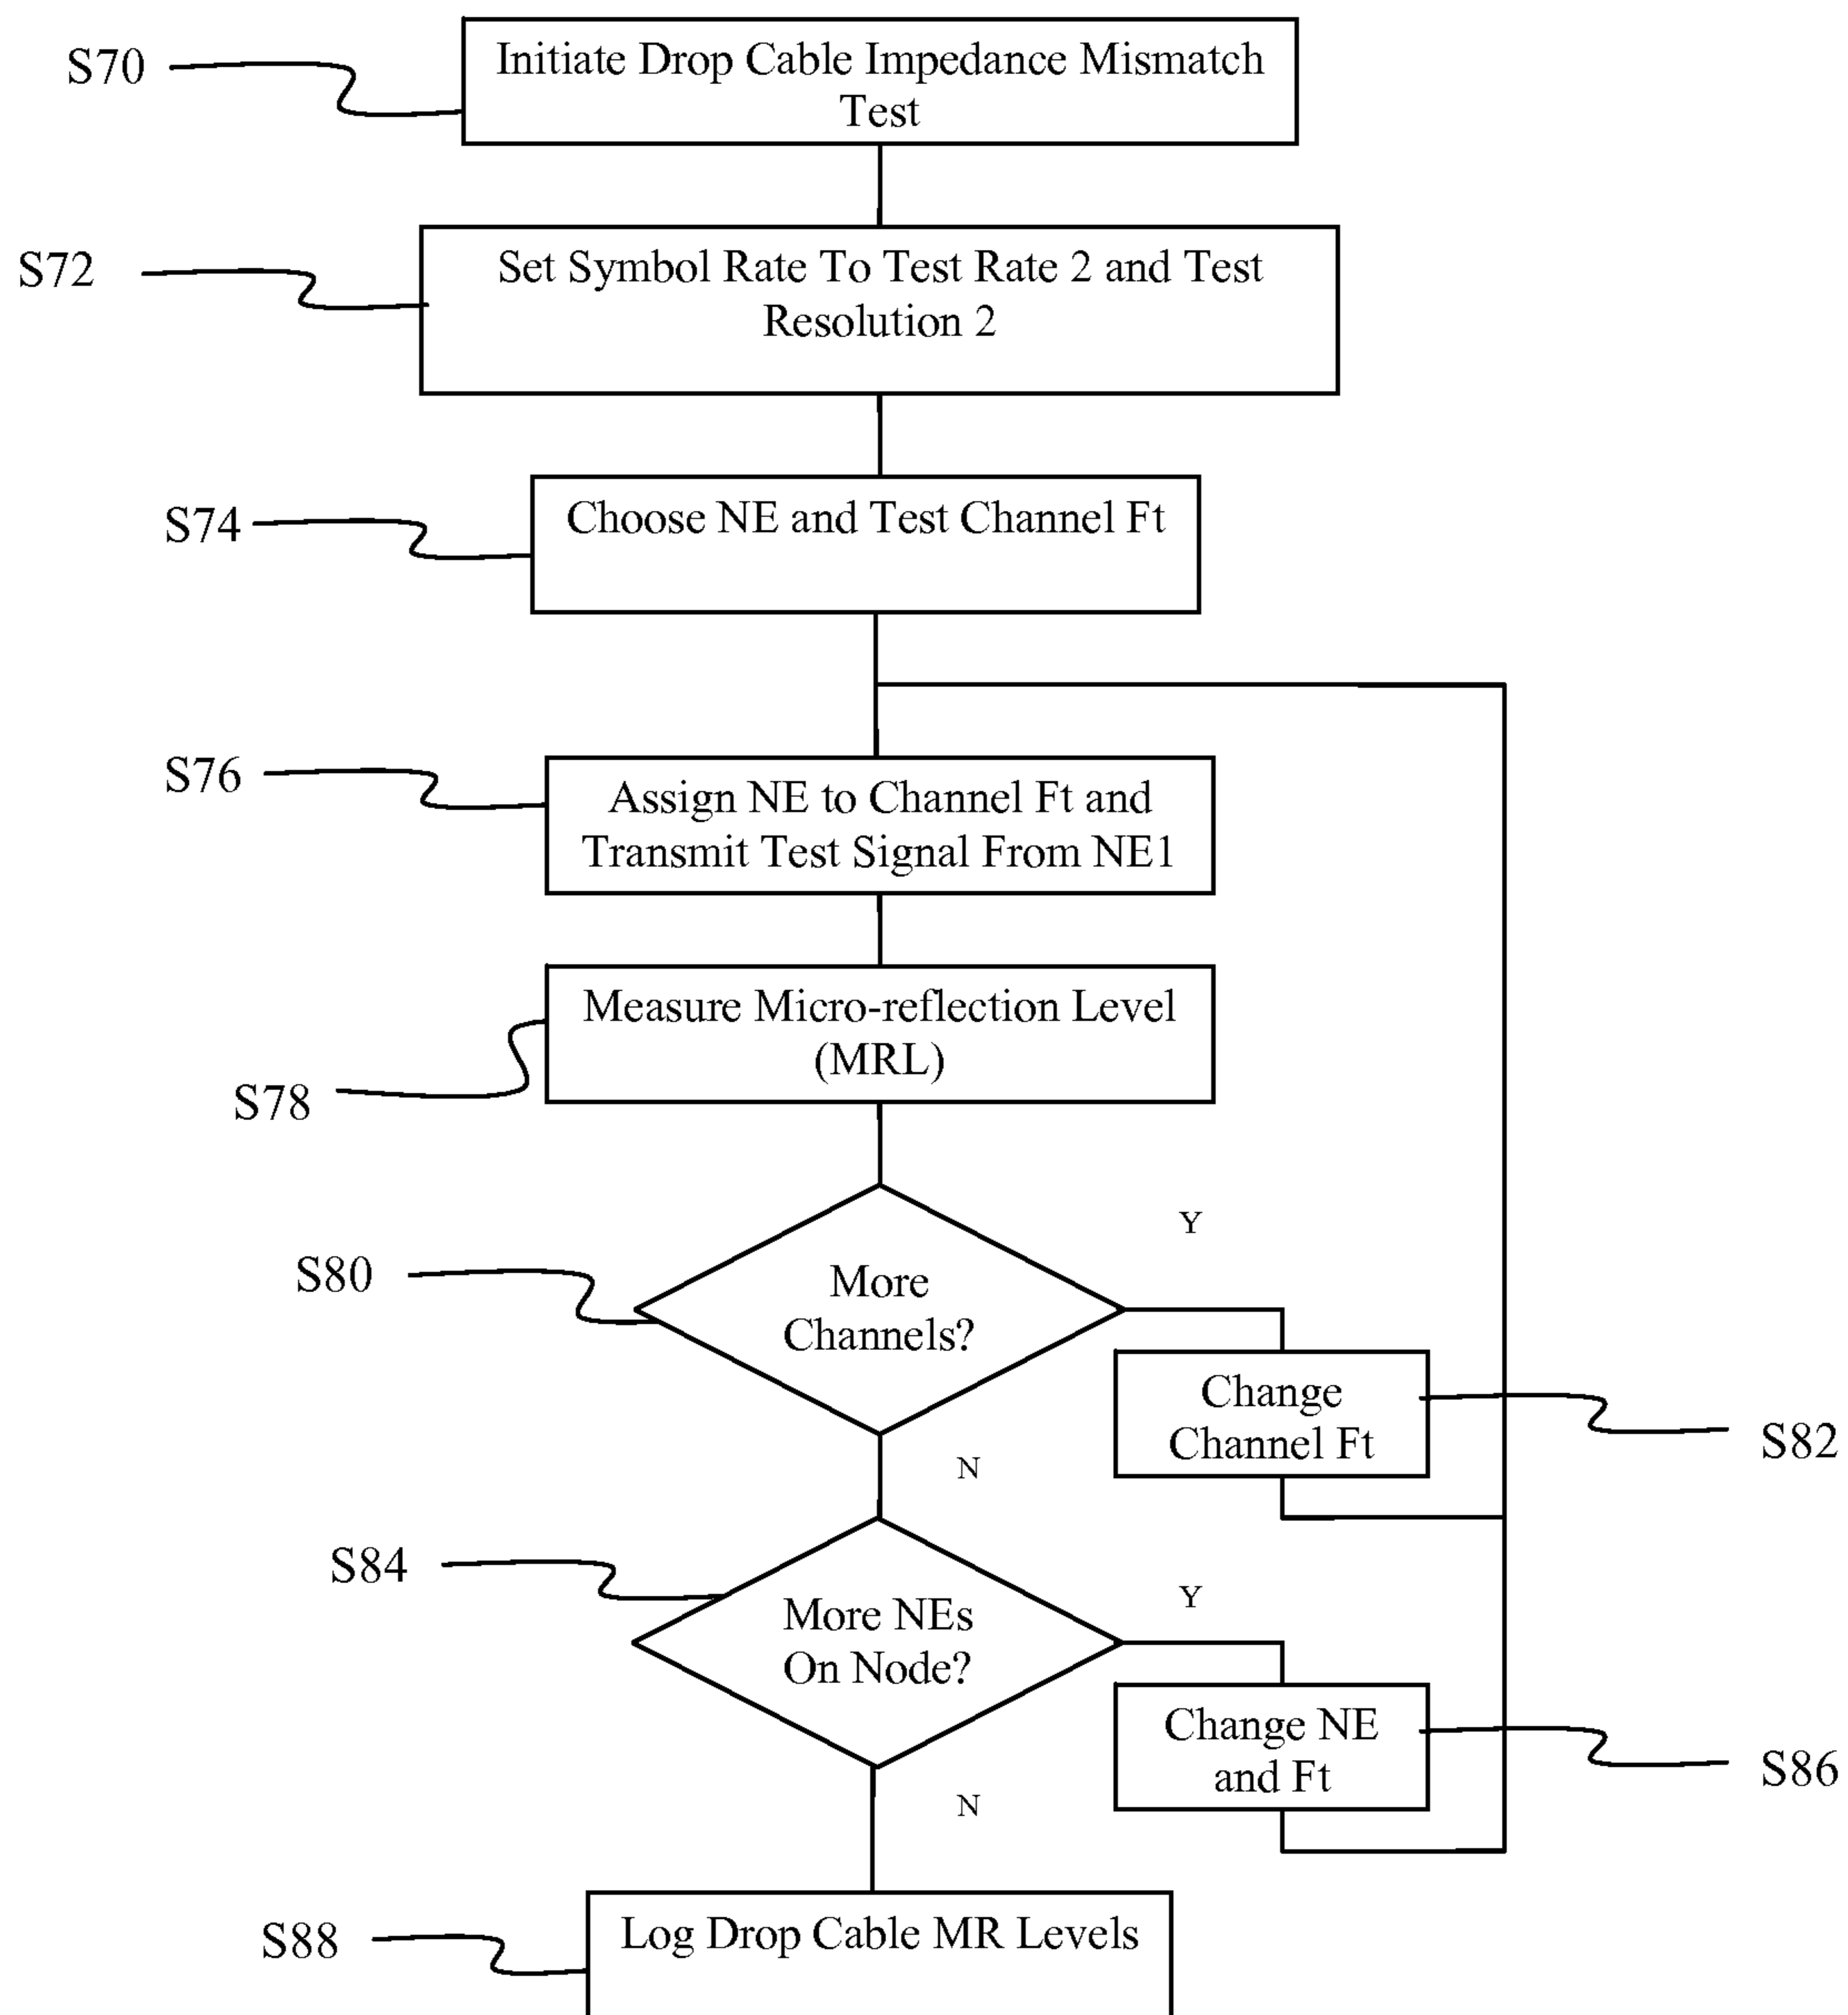 S70
Initiate Drop Cable Impedance Mismatch
Test
S72
Set Symbol Rate To Test Rate 2 and Test
Resolution 2
S74
Choose NE and Test Channel Ft
S76
Assign NE to Channel Ft and
Transmit Test Signal From NE1
Measure Micro-reflection Level
(MRL)
S78
Y
S80
More
Channels?
Change
Channel Ft
S82
N
S84
Y
More NEs
On Node?
Change NE
and Ft
S86
N
S88
Log Drop Cable MR Levels